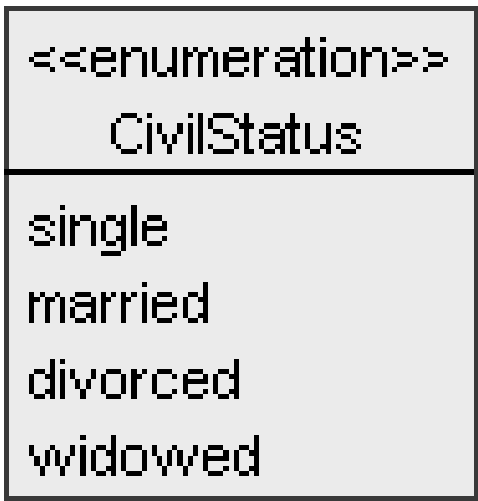 <<enumeration>>
CivilStatus
single
married
divorced
widowed